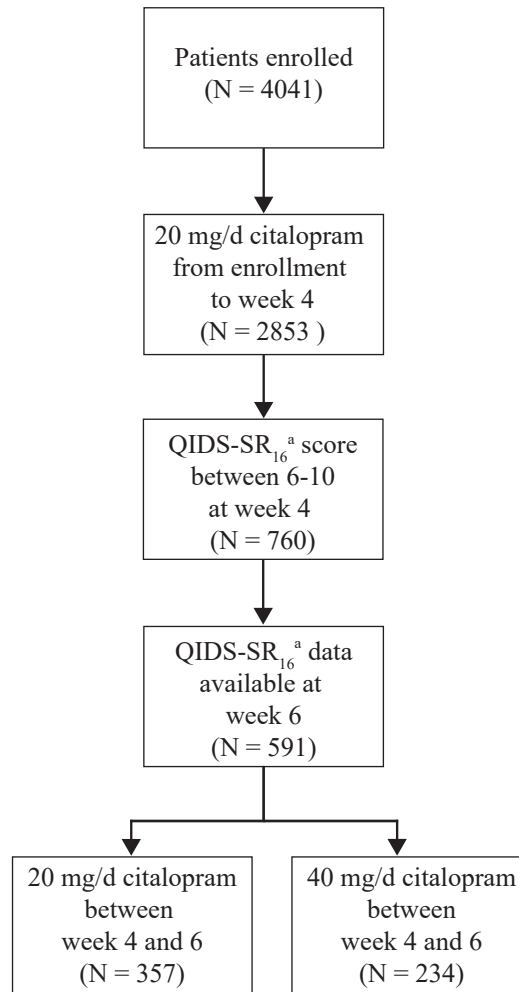 Patients enrolled
(N = 4041)
20 mg/d citalopram
from enrollment
to week 4
(N = 2853 )
QIDS-SR₁₆ᵃ score
between 6-10
at week 4
(N = 760)
QIDS-SR₁₆ᵃ data
available at
week 6
(N = 591)
20 mg/d citalopram
between
week 4 and 6
(N = 357)
40 mg/d citalopram
between
week 4 and 6
(N = 234)